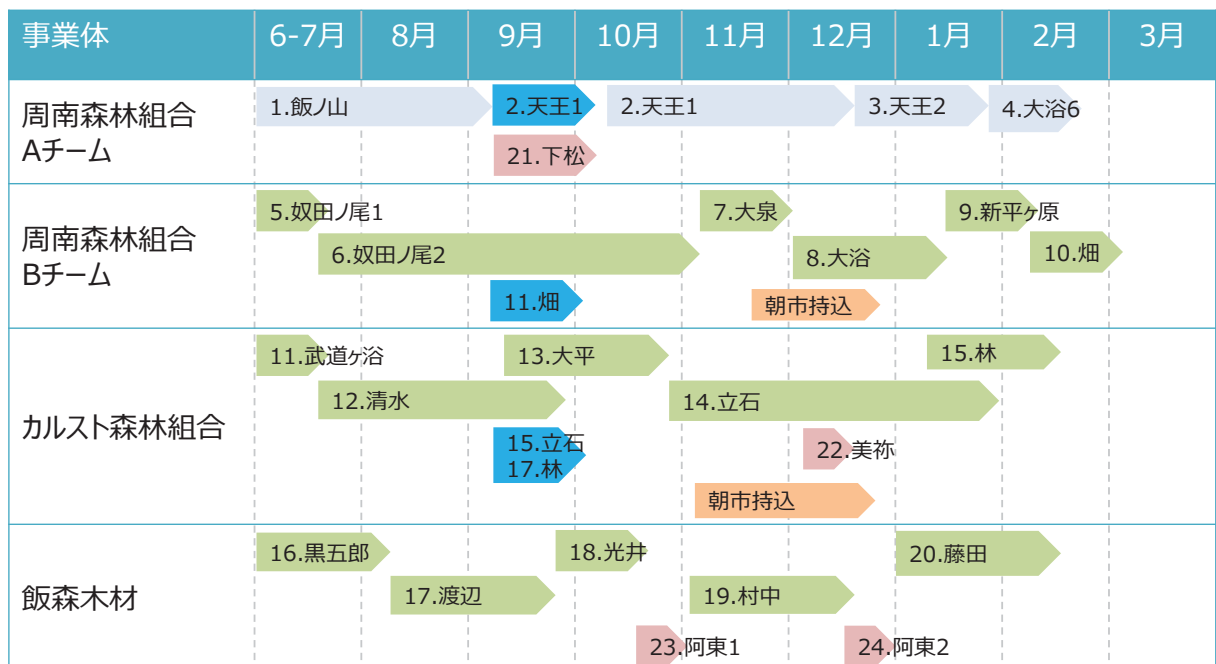 事業体 6-7月 8月 9月 10月 11月 12月 1月 2月 3月
周南森林組合
Aチーム
1.飯ノ山
2.天王1
2.天王1
3.天王2
4.大浴6
21.下松
周南森林組合
Bチーム
5.奴田ノ尾1
7.大泉
9.新平ヶ原
6.奴田ノ尾2
8.大浴
10.畑
11.畑
朝市持込
カルスト森林組合
11.武道ヶ浴
13.大平
15.林
12.清水
14.立石
15.立石
17.林
22.美祢
朝市持込
飯森木材
16.黒五郎
18.光井
20.藤田
17.渡辺
19.村中
23.阿東1
24.阿東2